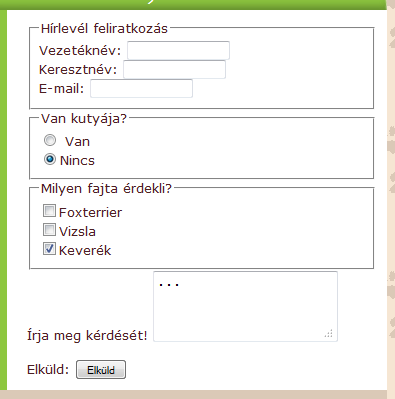 Hírlevél feliratkozás
Vezetéknév:
Keresztnév:
E-mail:
Van kutyája?
Van
Nincs
Milyen fajta érdekli?
Foxterrier
Vizsla
Keverék
...
Írja meg kérdését!
Elküld: Elküld